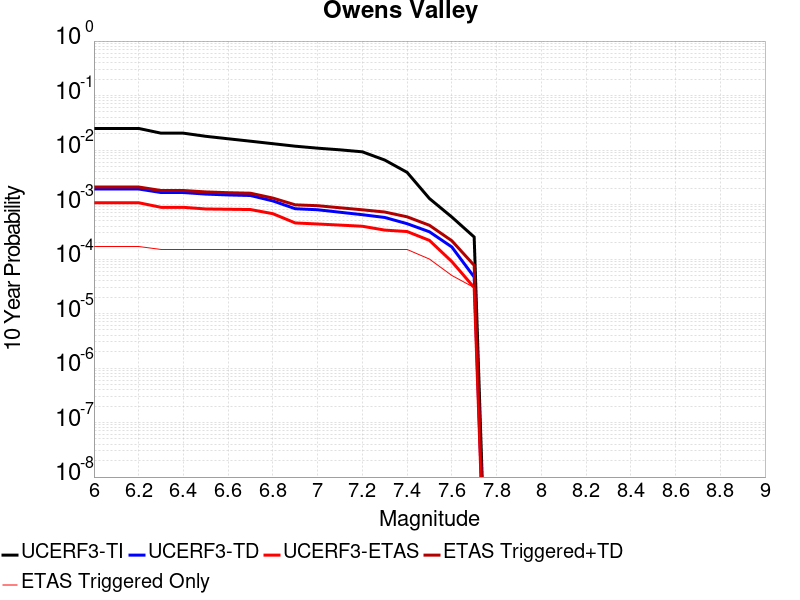 Owens Valley
10^0
10^-1
10^-2
10^-3
10^-4
10^-5
10^-6
10^-7
10^-8
10 Year Probability
6 6.2 6.4 6.6 6.8 7 7.2 7.4 7.6 7.8 8 8.2 8.4 8.6 8.8 9
Magnitude
UCERF3-TI UCERF3-TD UCERF3-ETAS ETAS Triggered+TD
ETAS Triggered Only